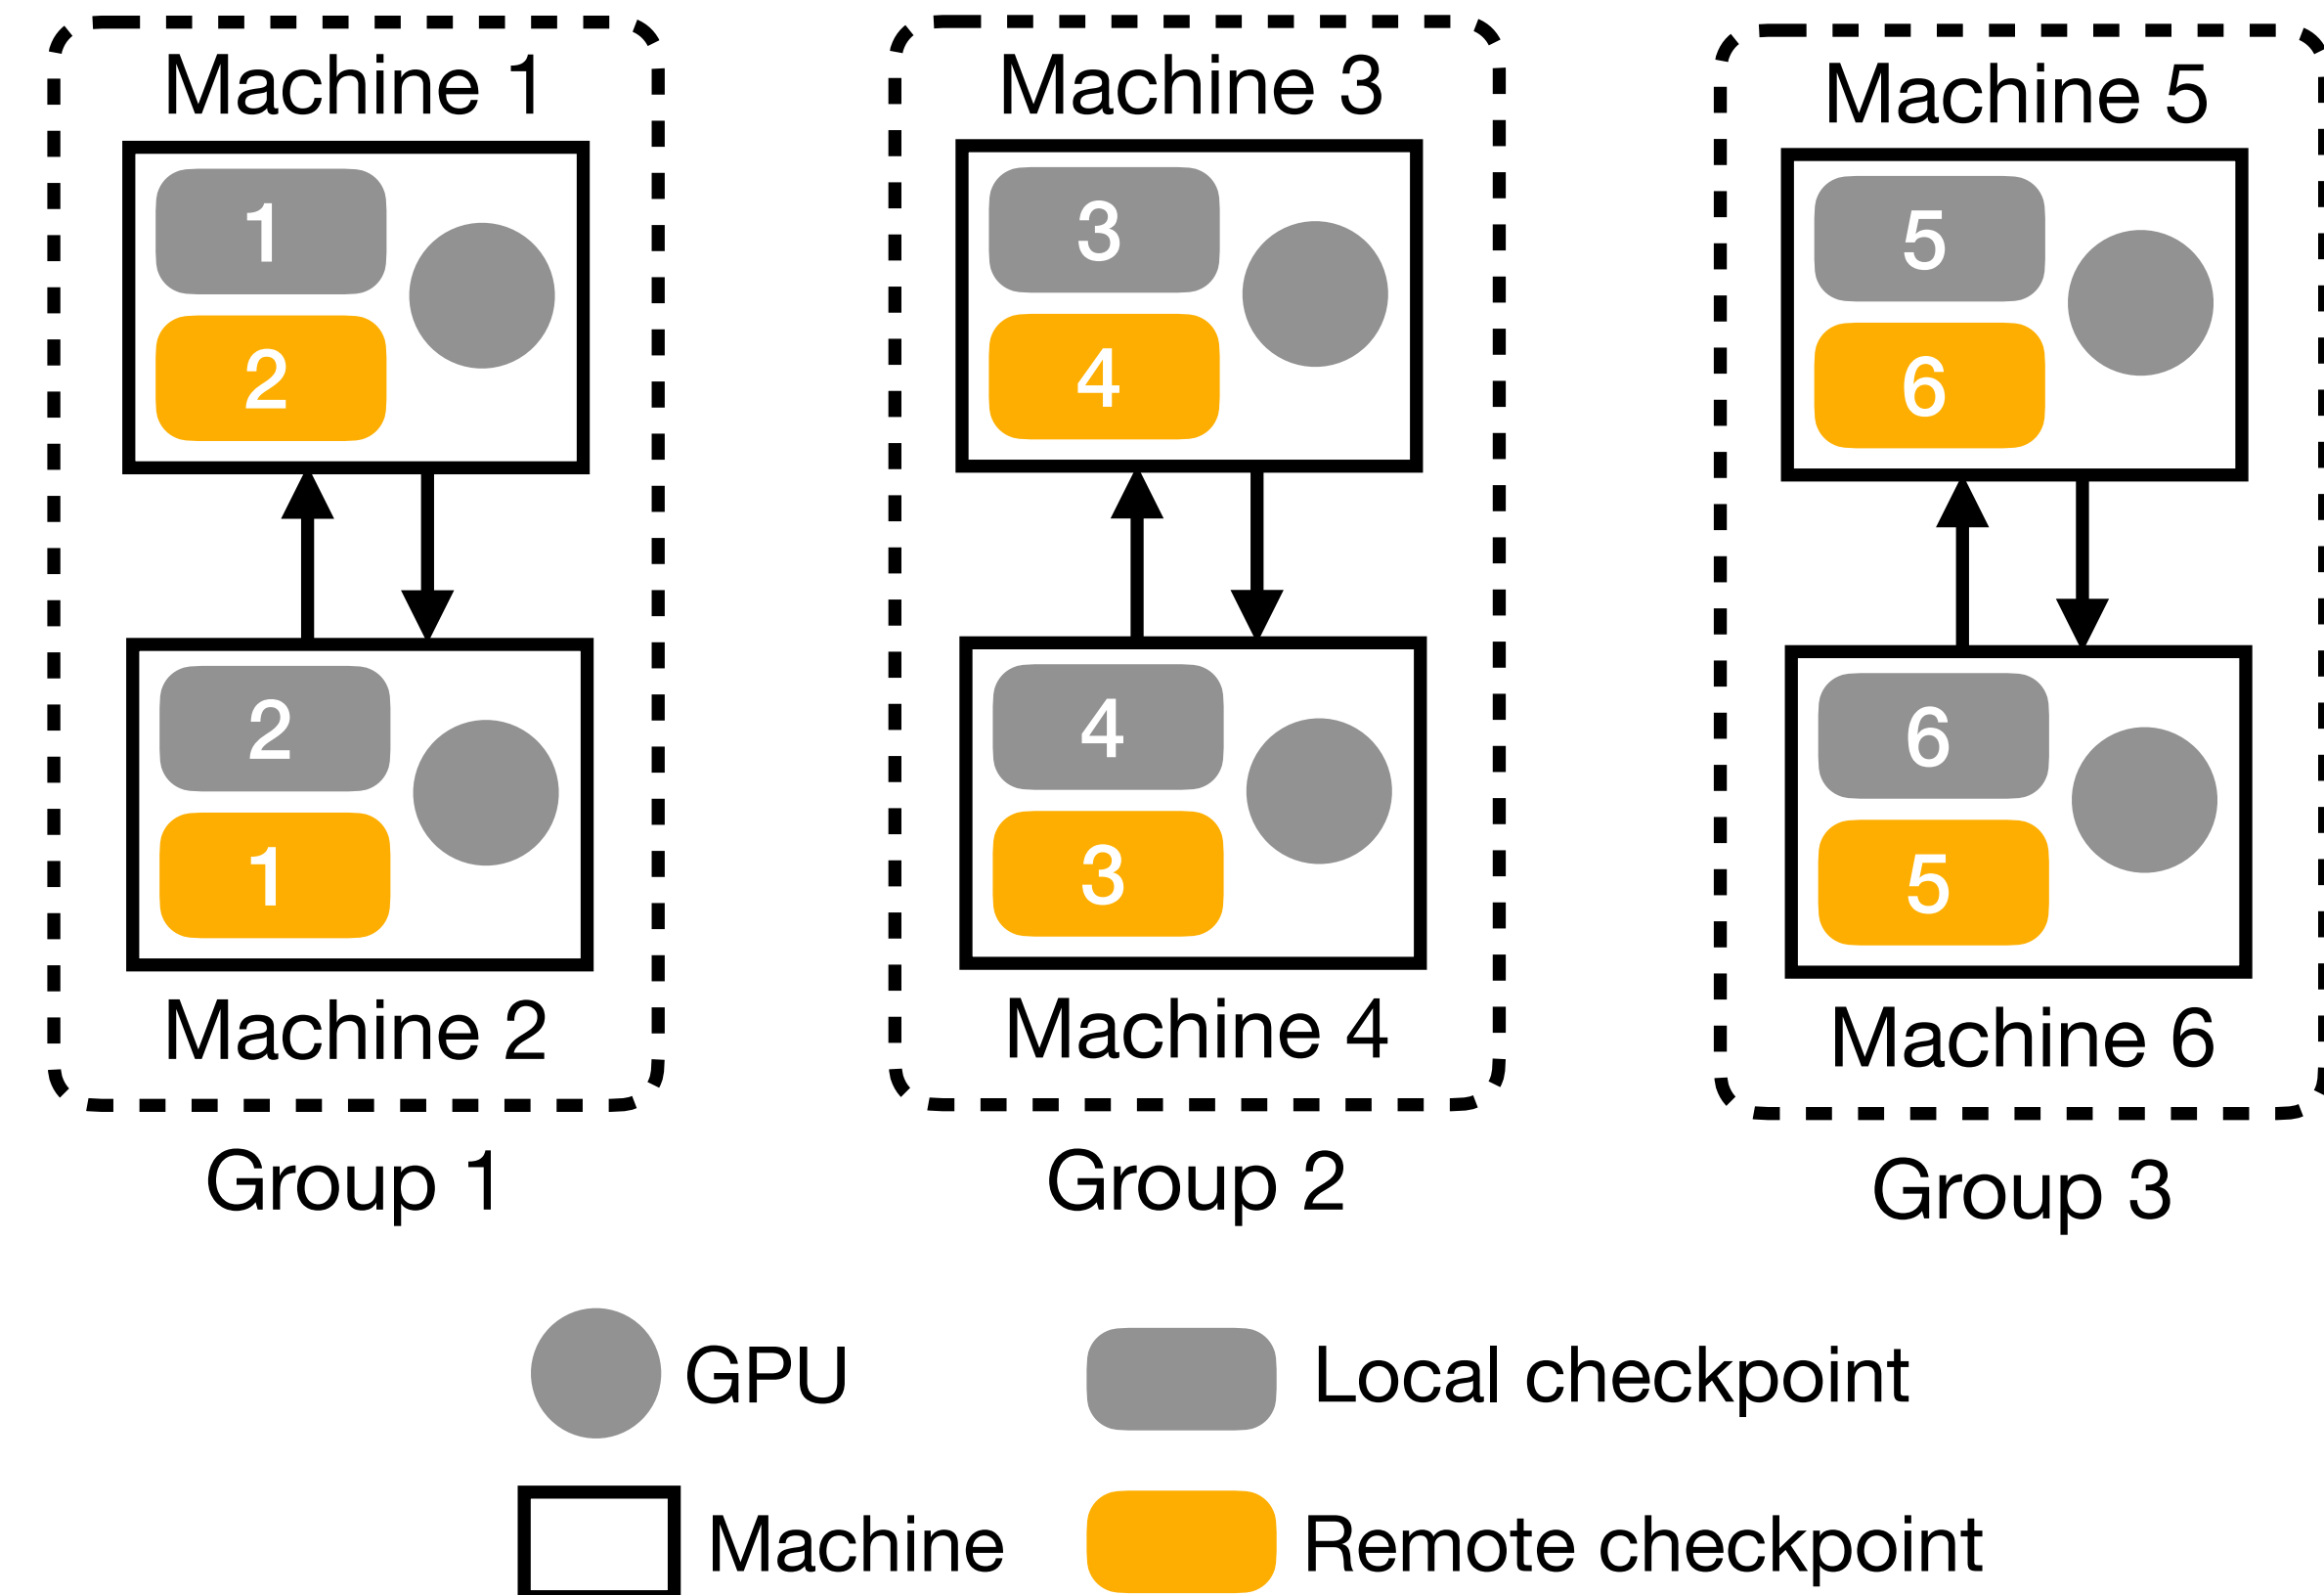 Machine 1
Machine 3
Machine 5
1
3
5
2
4
6
2
4
6
1
3
5
Machine 2
Machine 4
Machine 6
Group 1
Group 2
Group 3
GPU
Local checkpoint
Machine
Remote checkpoint